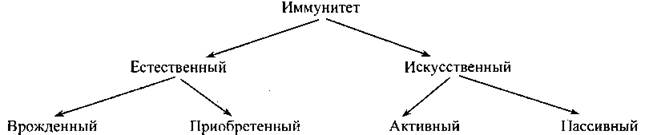 Иммунитет
Естественный Искусственный
Врожденный Приобретенный Активный Пассивный